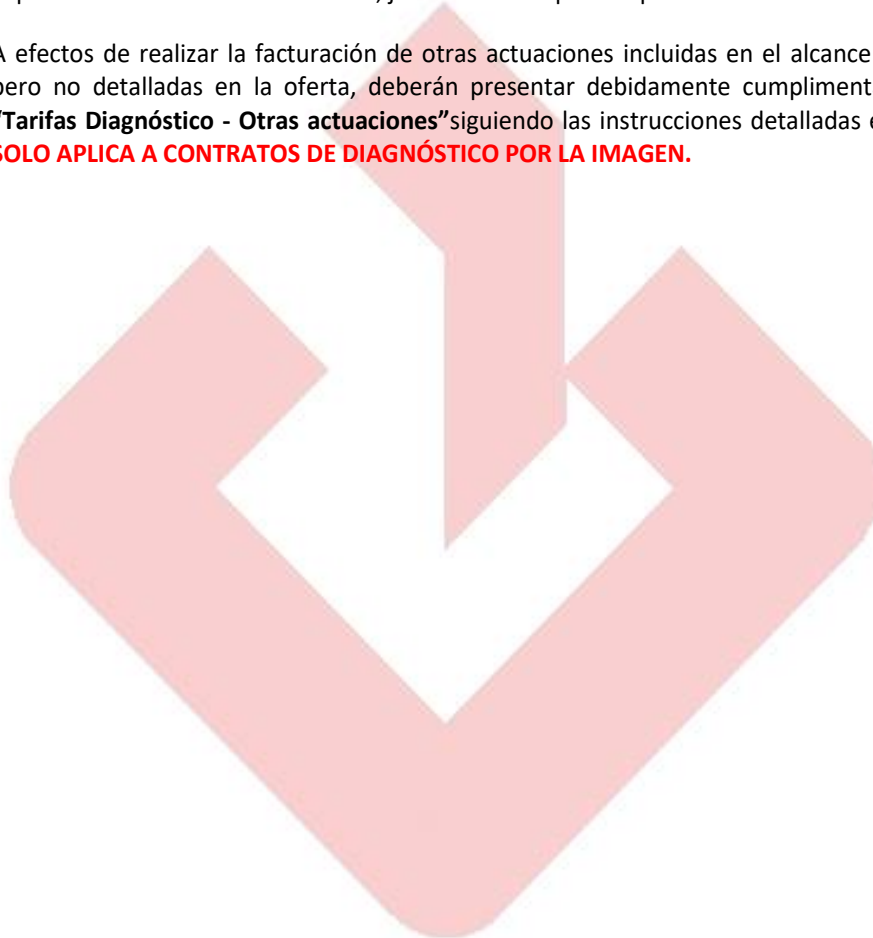 A efectos de realizar la facturación de otras actuaciones incluidas en el alcance
pero no detalladas en la oferta, deberán presentar debidamente cumpliment
"Tarifas Diagnóstico - Otras actuaciones"siguiendo las instrucciones detalladas e
SOLO APLICA A CONTRATOS DE DIAGNÓSTICO POR LA IMAGEN.